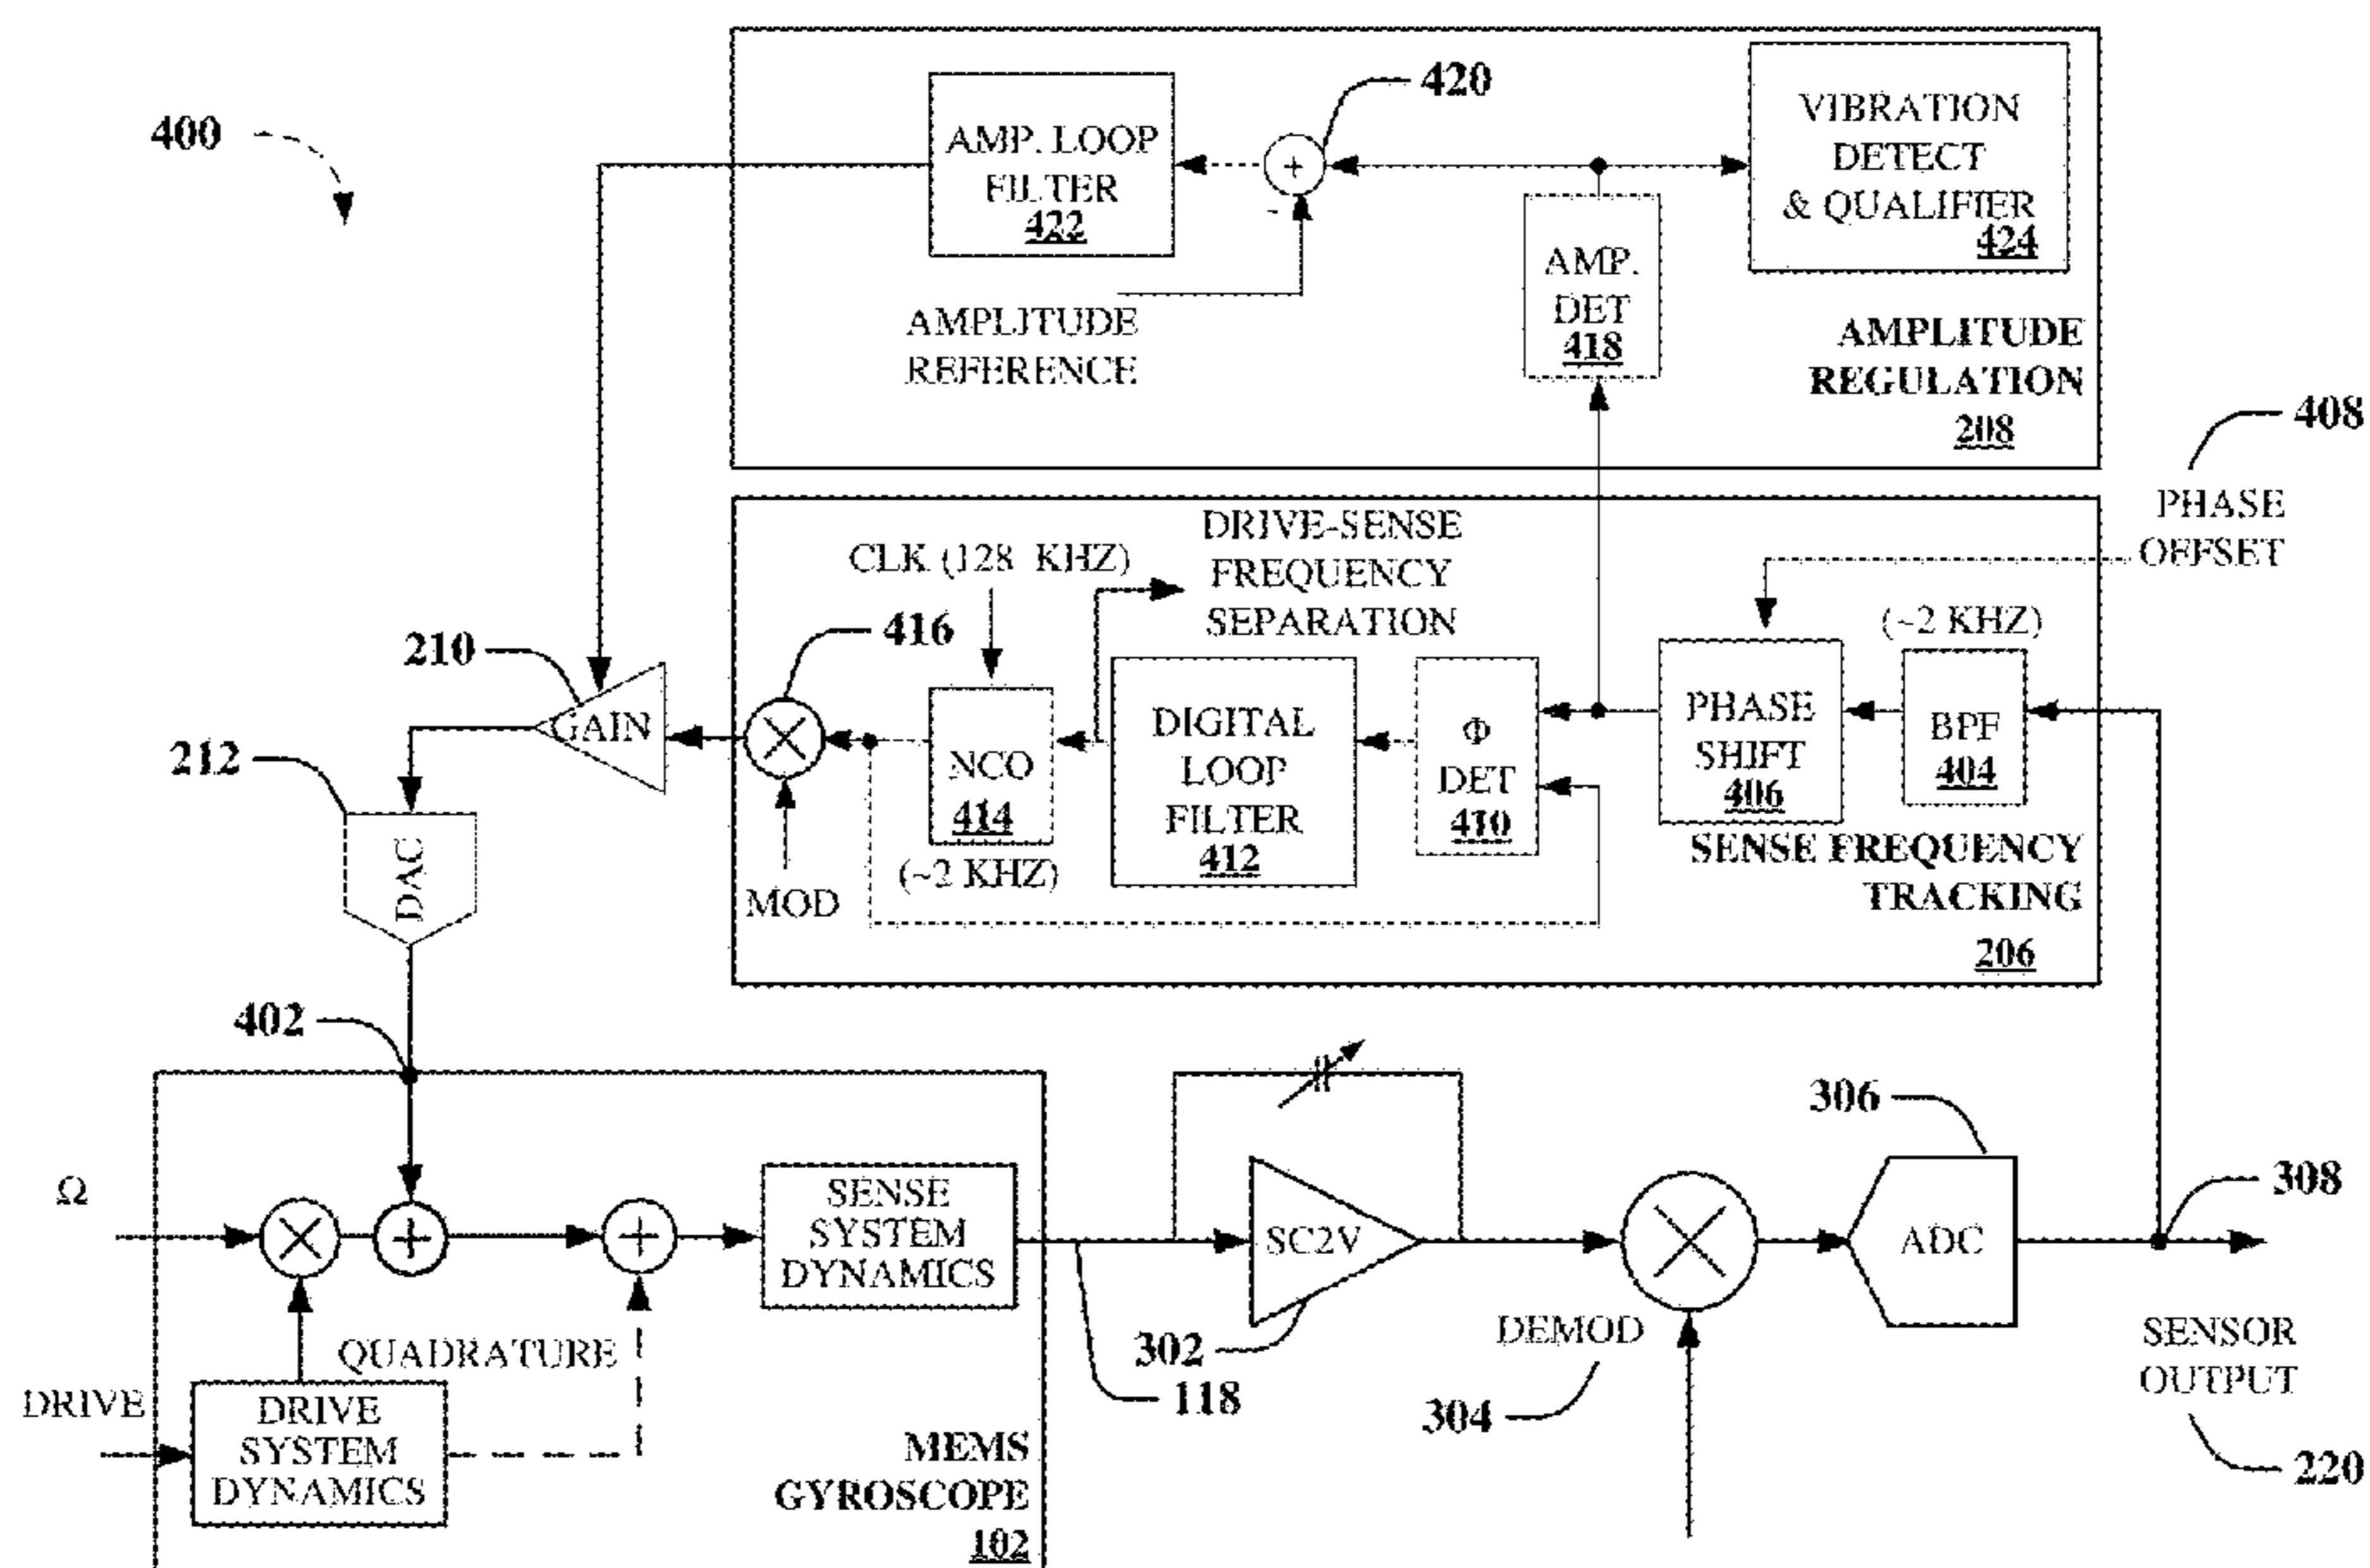 400
AMP. LOOP
FILTER
422
+
420
-
VIBRATION
DETECT
& QUALIFIER
424
AMP.
DET
418
AMPLITUDE
REFERENCE
AMPLITUDE
REGULATION
208
408
PHASE
OFFSET
DRIVE-SENSE
FREQUENCY
SEPARATION
CLK (128 KHZ)
416
210
GAIN
212
DAC
MOD
NCO
414
(~2 KHZ)
DIGITAL
LOOP
FILTER
412
Φ
DET
410
PHASE
SHIFT
406
(~2 KHZ)
BPF
404
SENSE FREQUENCY
TRACKING
206
402
Ω
+
+
SENSE
SYSTEM
DYNAMICS
QUADRATURE
DRIVE
DRIVE
SYSTEM
DYNAMICS
MEMS
GYROSCOPE
102
118
SC2V
302
DEMOD
304
306
ADC
308
SENSOR
OUTPUT
220